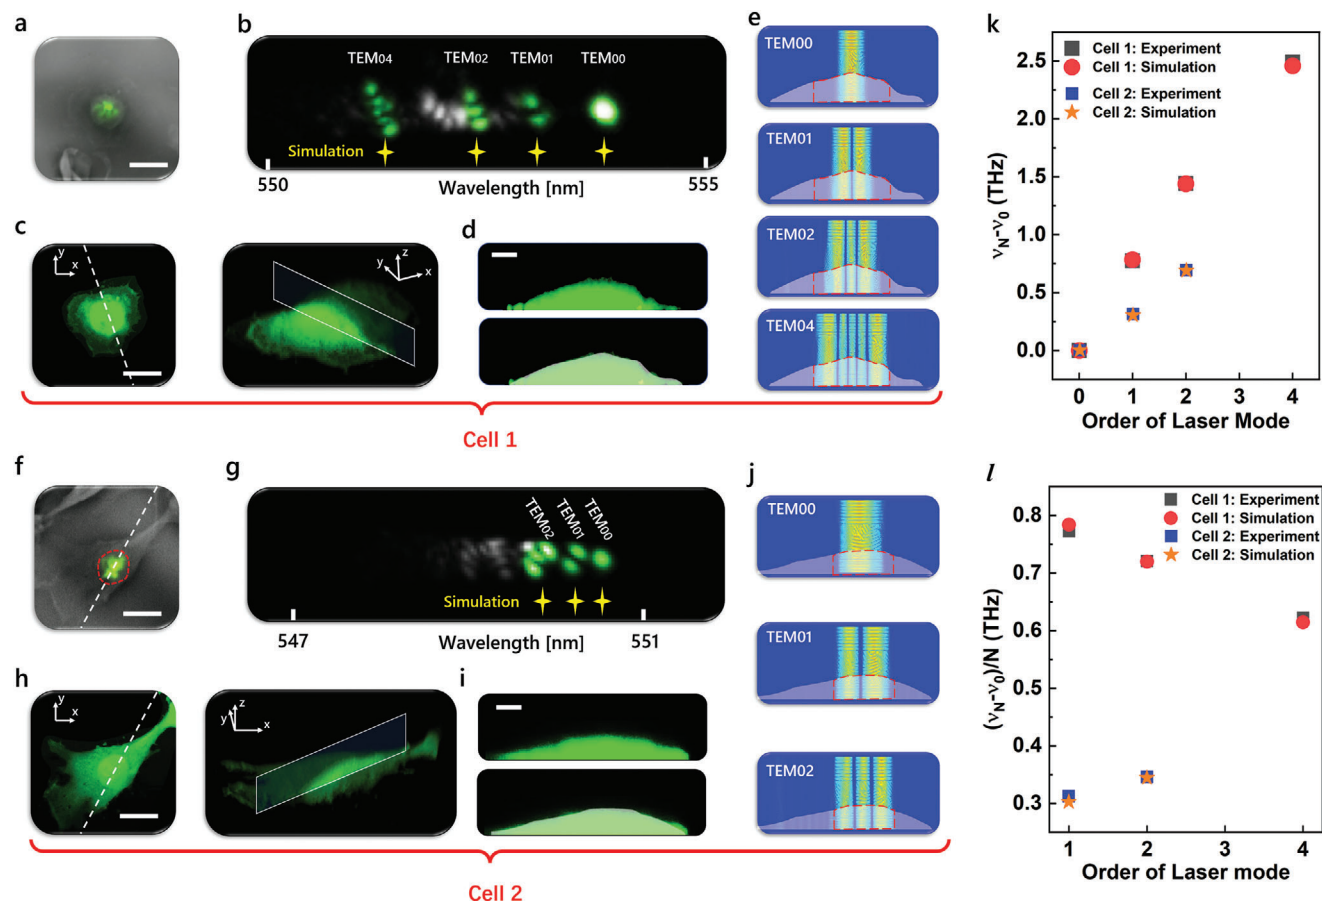 a
b
TEM04
TEM02
TEM01
TEM00
Simulation
550
Wavelength [nm]
555
c
y
x
z
y
x
d
e
TEM00
TEM01
TEM02
TEM04
Cell 1
f
g
TEM02
TEM01
TEM00
Simulation
547
Wavelength [nm]
551
h
y
x
z
y
x
i
j
TEM00
TEM01
TEM02
Cell 2
k
Cell 1: Experiment
Cell 1: Simulation
Cell 2: Experiment
Cell 2: Simulation
2.5
2.0
1.5
1.0
0.5
0.0
νN-ν0 (THz)
0 1 2 3 4
Order of Laser Mode
l
Cell 1: Experiment
Cell 1: Simulation
Cell 2: Experiment
Cell 2: Simulation
0.8
0.7
0.6
0.5
0.4
0.3
(νN-ν0)/N (THz)
1 2 3 4
Order of Laser mode